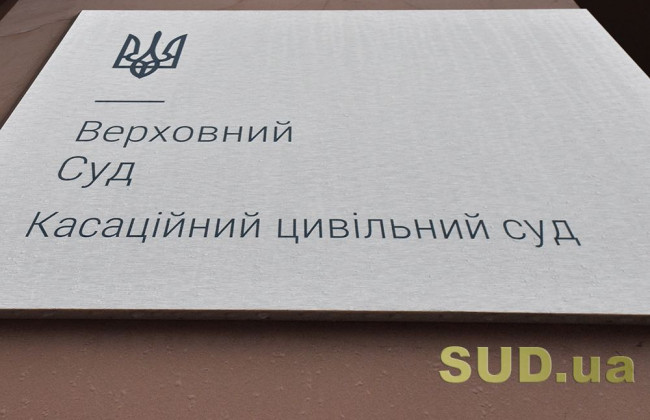 Верховний
Суд
Касаційний цивільний суд
SUD.ua